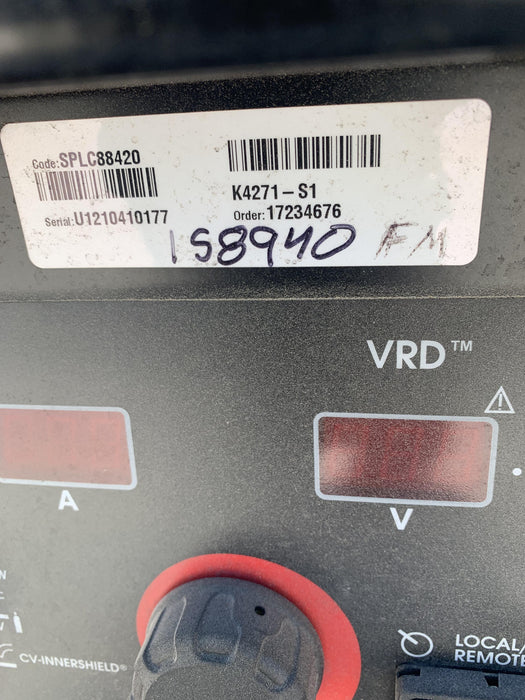 Code:SPLC88420
K4271-S1
Serial:U1210410177
Order:17234676
158940 FM
VRD™
A
V
CV-INNERSHIELD®
LOCAL/
REMOTE